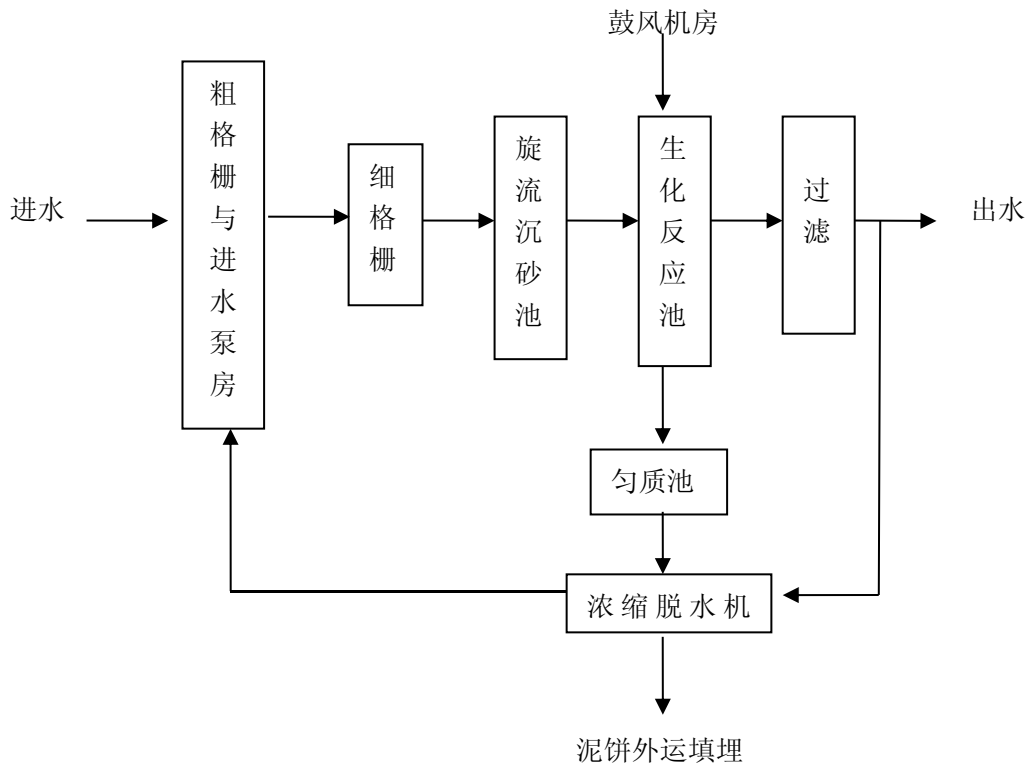 鼓风机房
进水
粗格栅与进水泵房
细格栅
旋流沉砂池
生化反应池
过滤
出水
匀质池
浓缩脱水机
泥饼外运填埋